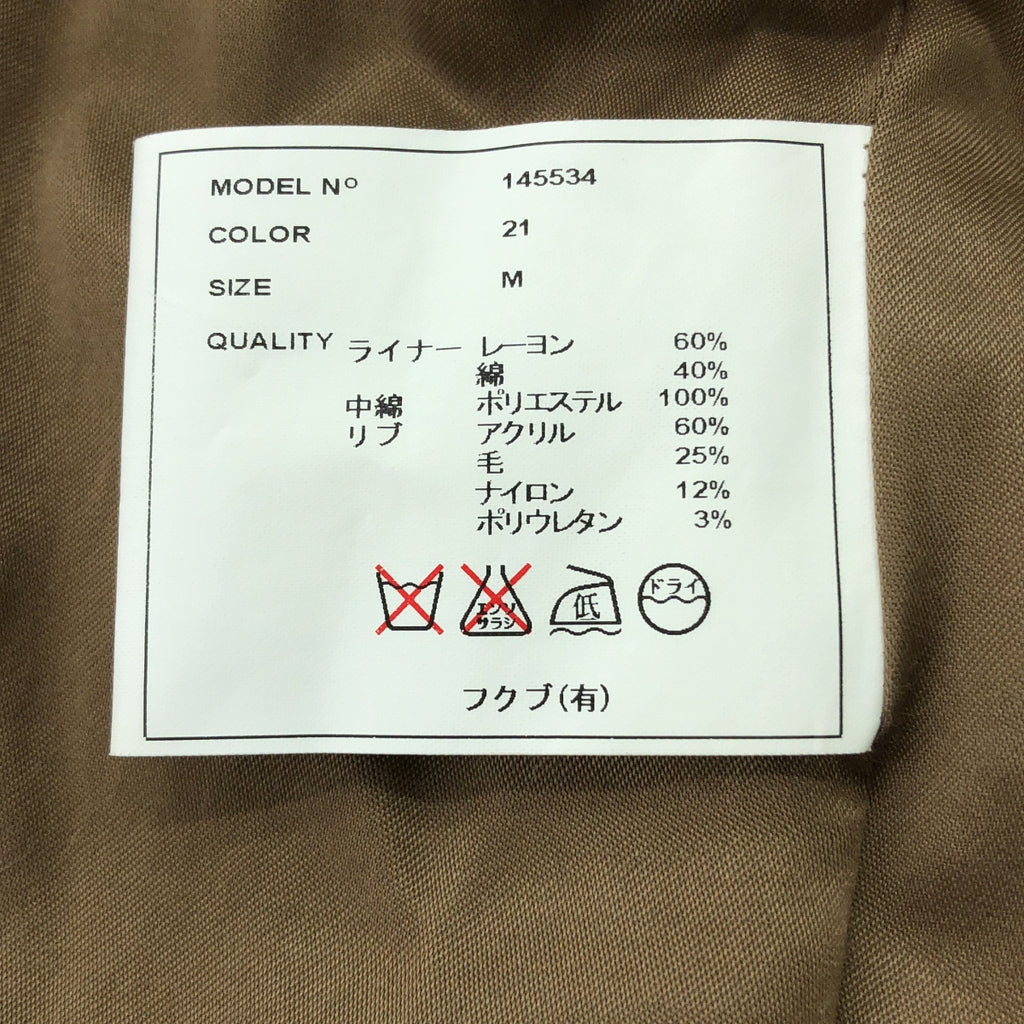 MODEL Nº 145534
COLOR 21
SIZE M
QUALITY ライナー レーヨン 60%
綿 40%
中綿 ポリエステル 100%
リブ アクリル 60%
毛 25%
ナイロン 12%
ポリウレタン 3%
エンソ サラシ 低 ドライ
フクブ(有)